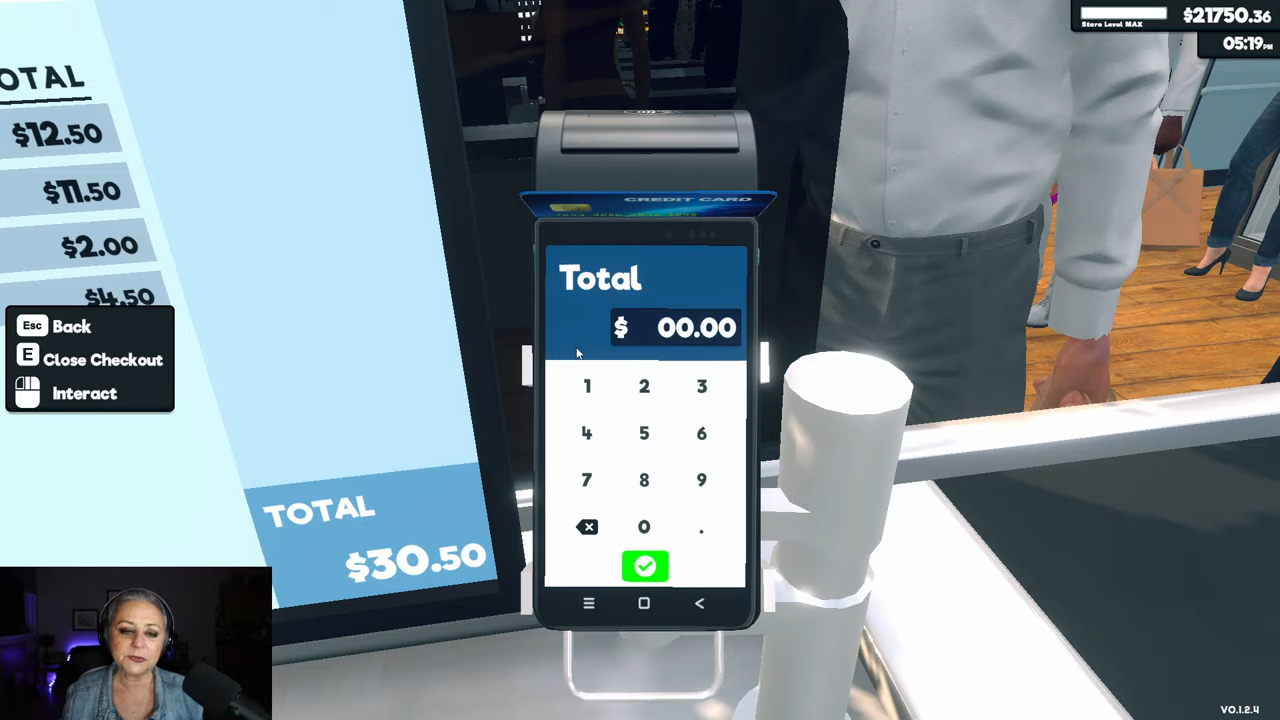 OTAL
$12.50
$11.50
$2.00
$4.50
Esc Back
E Close Checkout
Interact
TOTAL
$30.50
CREDIT CARD
Total
$ 00.00
1 2 3
4 5 6
7 8 9
0 .
$21750.36
Store Level MAX
05:19PM
V0.1.2.4